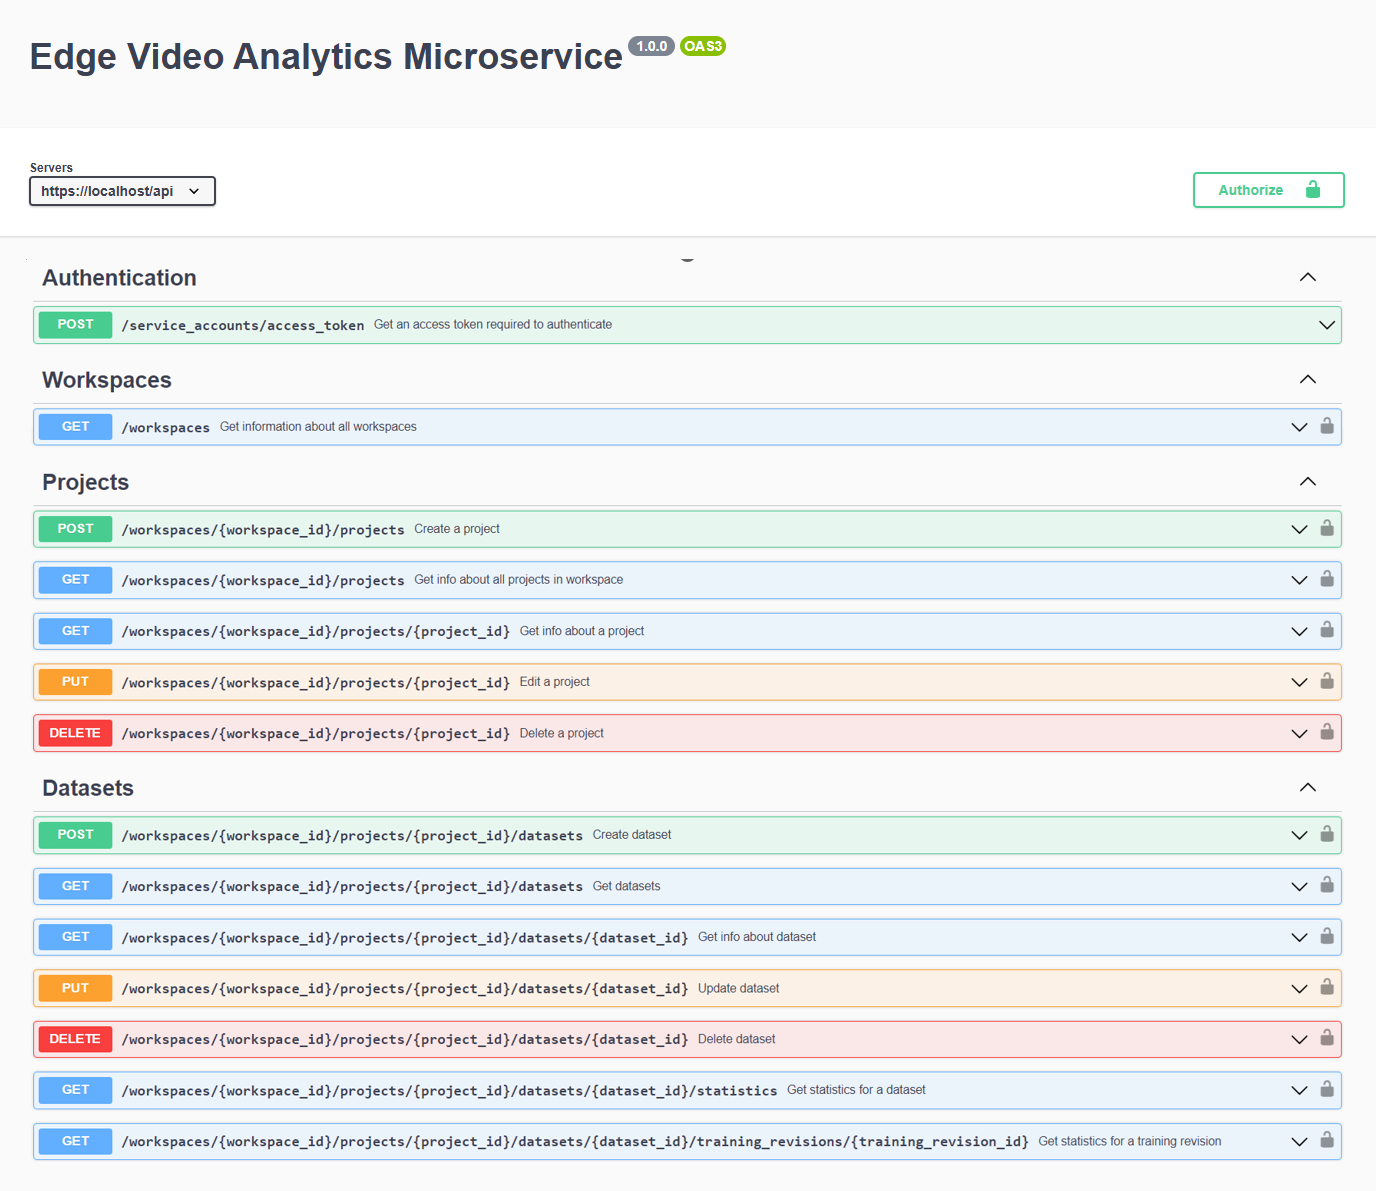 Edge Video Analytics Microservice 1.0.0 OAS3
Servers
https://localhost/api
Authorize
Authentication
POST /service_accounts/access_token Get an access token required to authenticate
Workspaces
GET /workspaces Get information about all workspaces
Projects
POST /workspaces/{workspace_id}/projects Create a project
GET /workspaces/{workspace_id}/projects Get info about all projects in workspace
GET /workspaces/{workspace_id}/projects/{project_id} Get info about a project
PUT /workspaces/{workspace_id}/projects/{project_id} Edit a project
DELETE /workspaces/{workspace_id}/projects/{project_id} Delete a project
Datasets
POST /workspaces/{workspace_id}/projects/{project_id}/datasets Create dataset
GET /workspaces/{workspace_id}/projects/{project_id}/datasets Get datasets
GET /workspaces/{workspace_id}/projects/{project_id}/datasets/{dataset_id} Get info about dataset
PUT /workspaces/{workspace_id}/projects/{project_id}/datasets/{dataset_id} Update dataset
DELETE /workspaces/{workspace_id}/projects/{project_id}/datasets/{dataset_id} Delete dataset
GET /workspaces/{workspace_id}/projects/{project_id}/datasets/{dataset_id}/statistics Get statistics for a dataset
GET /workspaces/{workspace_id}/projects/{project_id}/datasets/{dataset_id}/training_revisions/{training_revision_id} Get statistics for a training revision